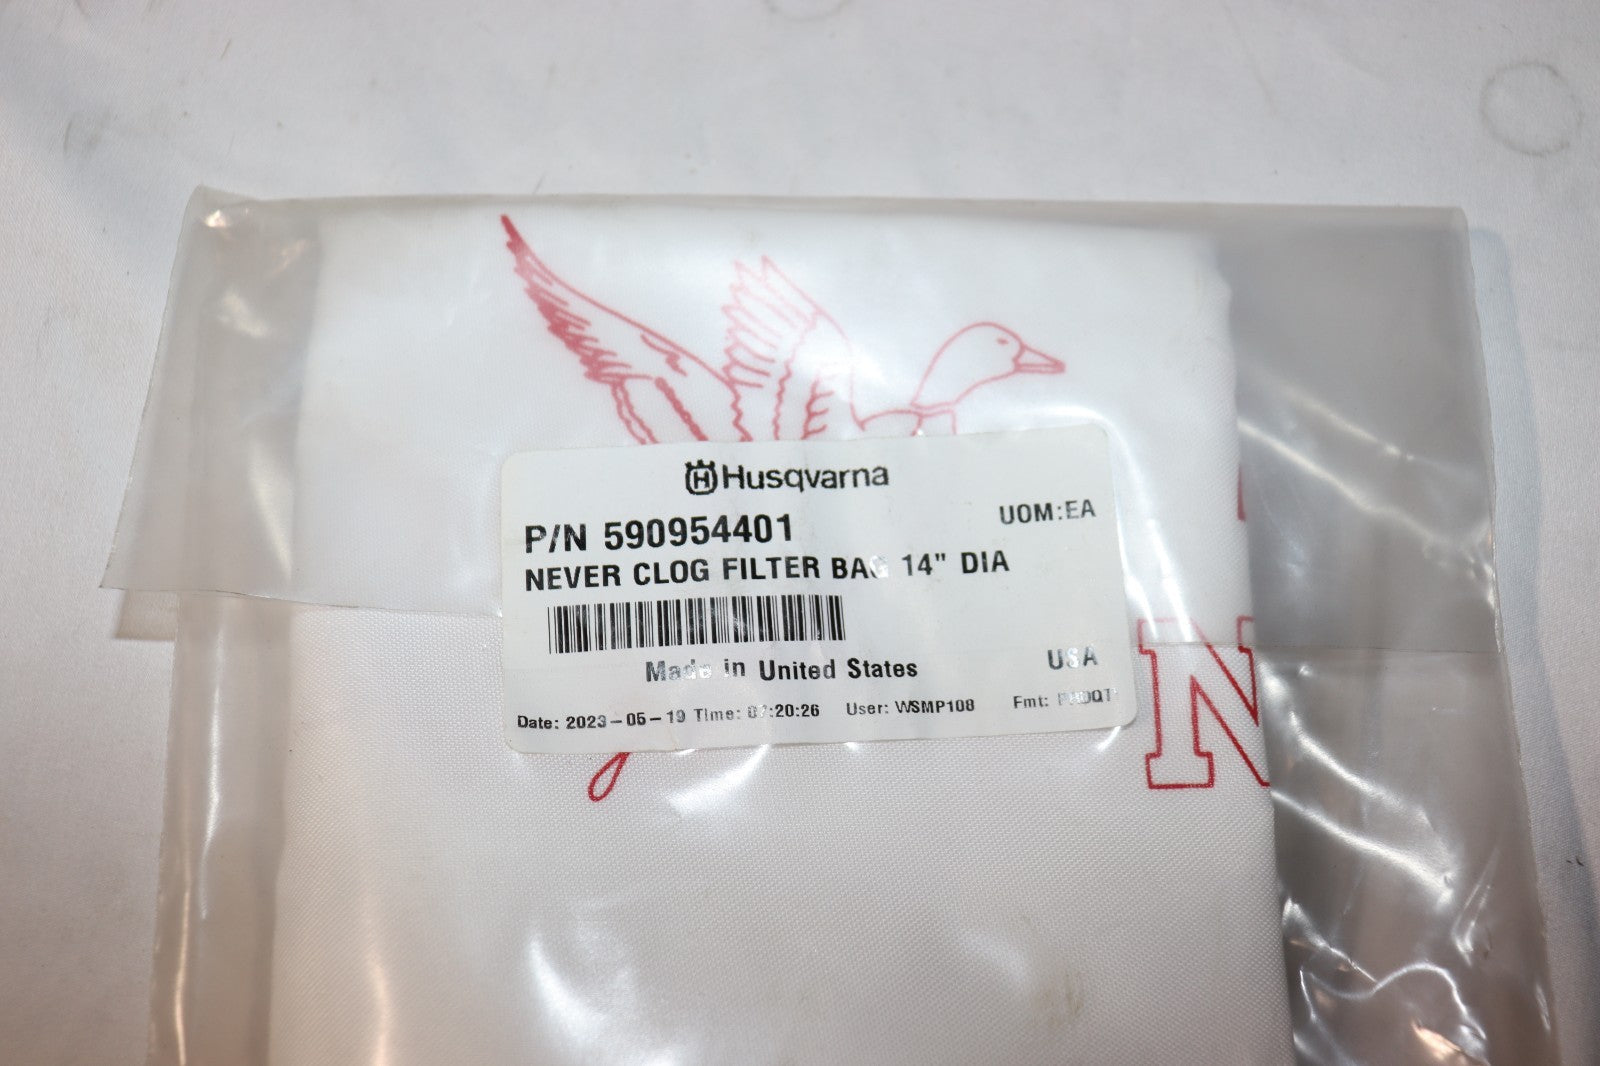 Husqvarna
P/N 590954401 UOM:EA
NEVER CLOG FILTER BAG 14" DIA
Made in United States USA
Date: 2023-05-19 Time: 07:20:26 User: WSMP108 Fmt:
N